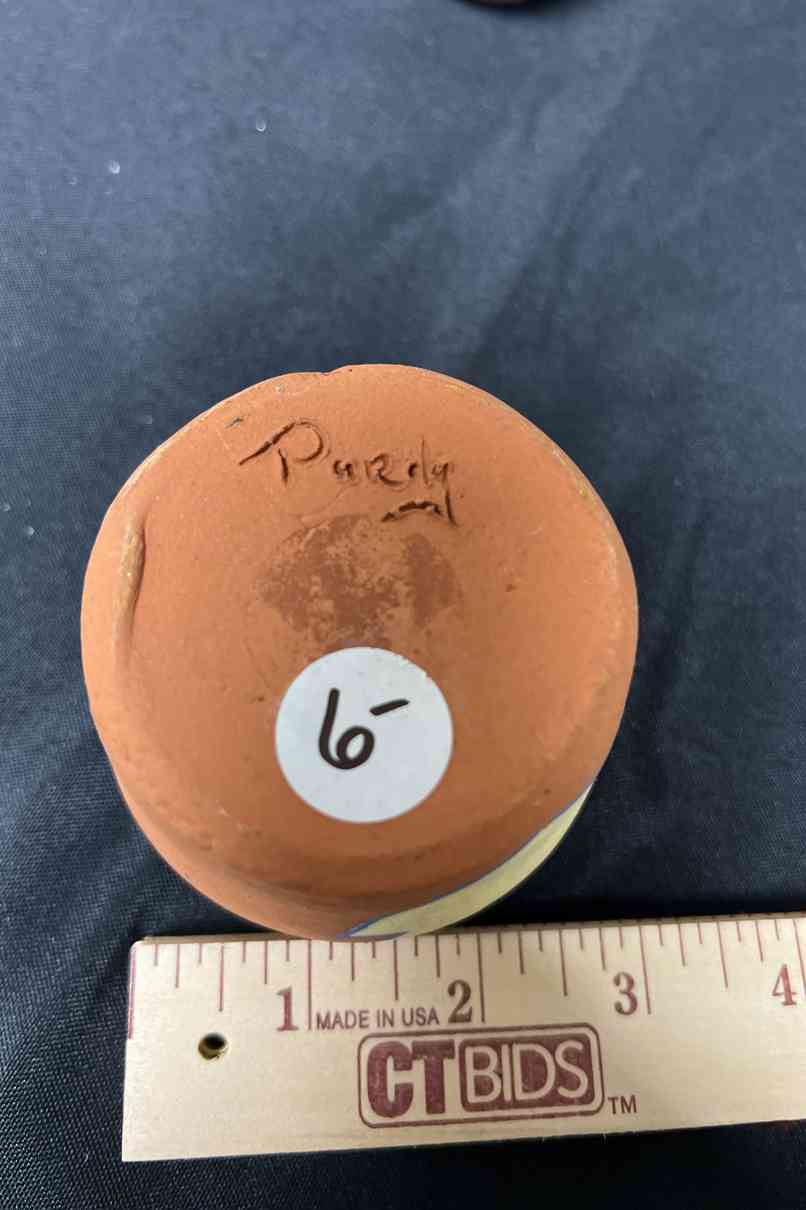 Purdy
6-
1 MADE IN USA 2 3 4
CTBIDS TM